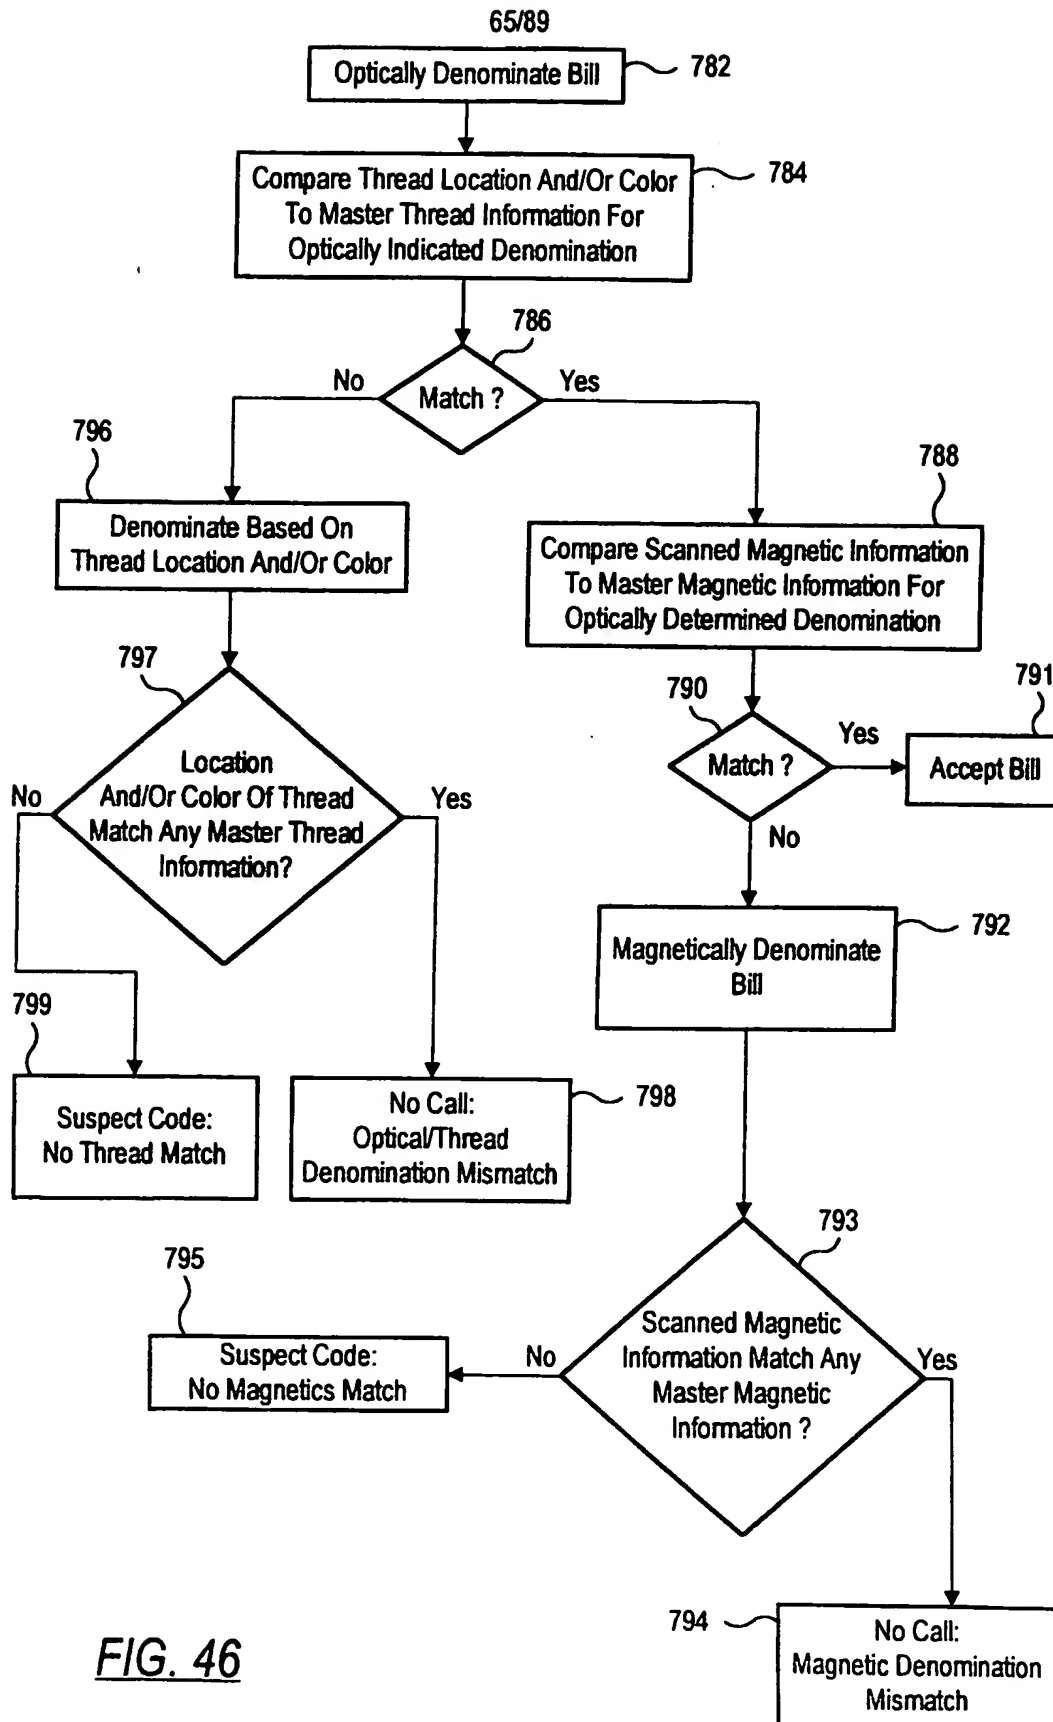 65/89
Optically Denominate Bill
782
Compare Thread Location And/Or Color
To Master Thread Information For
Optically Indicated Denomination
784
786
Match ?
No
Yes
796
Denominate Based On
Thread Location And/Or Color
788
Compare Scanned Magnetic Information
To Master Magnetic Information For
Optically Determined Denomination
797
Location
And/Or Color Of Thread
Match Any Master Thread
Information?
No
Yes
790
Match ?
Yes
No
791
Accept Bill
792
Magnetically Denominate
Bill
799
Suspect Code:
No Thread Match
798
No Call:
Optical/Thread
Denomination Mismatch
793
Scanned Magnetic
Information Match Any
Master Magnetic
Information ?
No
Yes
795
Suspect Code:
No Magnetics Match
794
No Call:
Magnetic Denomination
Mismatch
FIG. 46